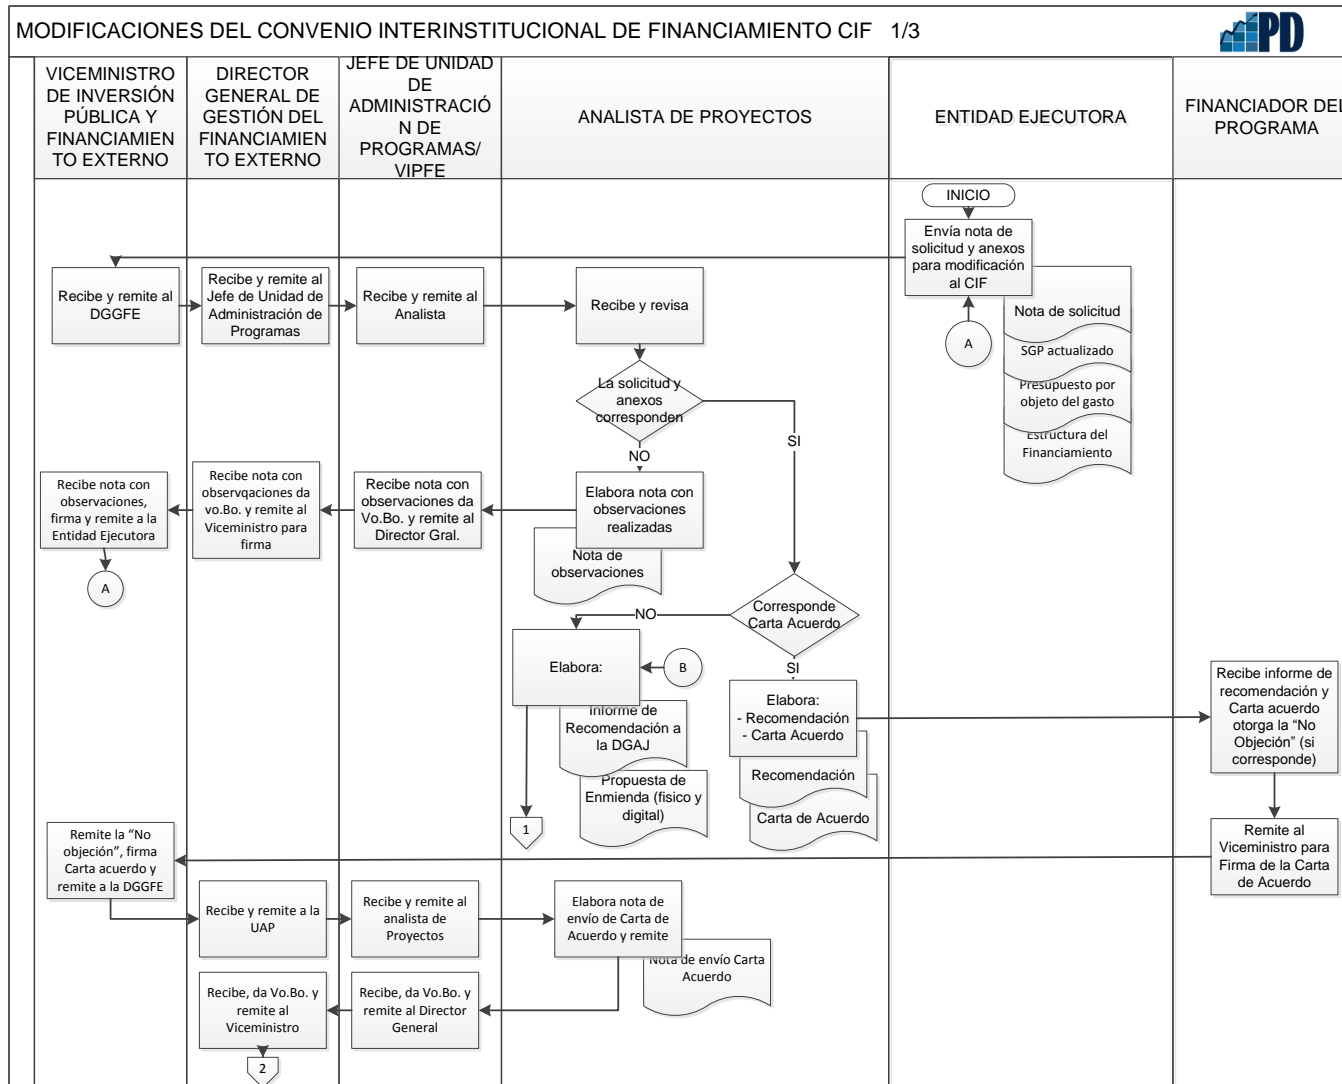 MODIFICACIONES DEL CONVENIO INTERINSTITUCIONAL DE FINANCIAMIENTO CIF 1/3
PD
VICEMINISTRO
DE INVERSIÓN
PÚBLICA Y
FINANCIAMIEN
TO EXTERNO
DIRECTOR
GENERAL DE
GESTIÓN DEL
FINANCIAMIEN
TO EXTERNO
JEFE DE UNIDAD
DE
ADMINISTRACIÓ
N DE
PROGRAMAS/
VIPFE
ANALISTA DE PROYECTOS
ENTIDAD EJECUTORA
FINANCIADOR DEL
PROGRAMA
INICIO
Envía nota de
solicitud y anexos
para modificación
al CIF
Nota de solicitud
SGP actualizado
Presupuesto por
objeto del gasto
Estructura del
Financiamiento
A
Recibe y remite al
DGGFE
Recibe y remite al
Jefe de Unidad de
Administración de
Programas
Recibe y remite al
Analista
Recibe y revisa
La solicitud y
anexos
corresponden
SI
NO
Recibe nota con
observaciones,
firma y remite a la
Entidad Ejecutora
Recibe nota con
observqaciones da
vo.Bo. y remite al
Viceministro para
firma
Recibe nota con
observaciones da
Vo.Bo. y remite al
Director Gral.
Elabora nota con
observaciones
realizadas
Nota de
observaciones
A
Corresponde
Carta Acuerdo
NO
SI
Elabora:
B
Informe de
Recomendación a
la DGAJ
Propuesta de
Enmienda (fisico y
digital)
1
Elabora:
- Recomendación
- Carta Acuerdo
Recomendación
Carta de Acuerdo
Recibe informe de
recomendación y
Carta acuerdo
otorga la “No
Objeción” (si
corresponde)
Remite al
Viceministro para
Firma de la Carta
de Acuerdo
Remite la “No
objeción”, firma
Carta acuerdo y
remite a la DGGFE
Recibe y remite a la
UAP
Recibe y remite al
analista de
Proyectos
Elabora nota de
envío de Carta de
Acuerdo y remite
Nota de envío Carta
Acuerdo
Recibe, da Vo.Bo. y
remite al
Viceministro
Recibe, da Vo.Bo. y
remite al Director
General
2